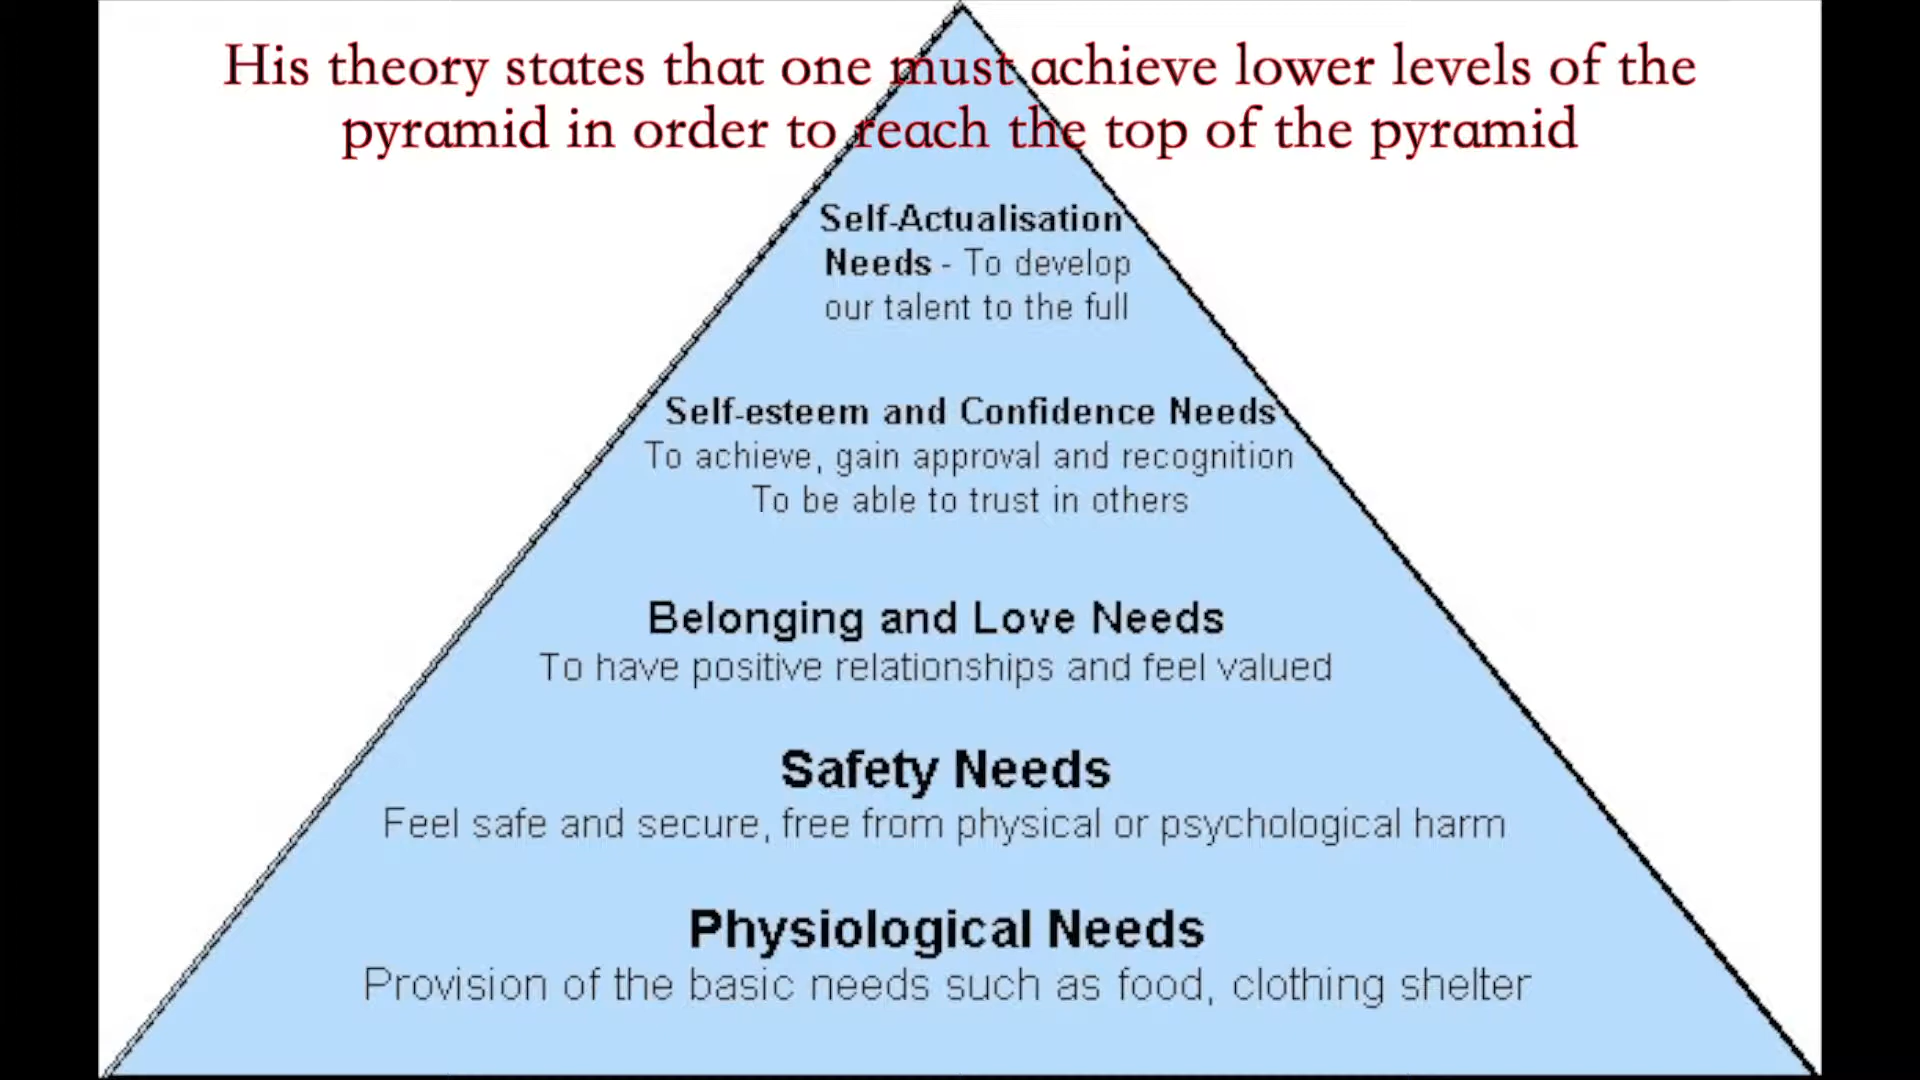 His theory states that one must achieve lower levels of the
pyramid in order to reach the top of the pyramid
Self-Actualisation
Needs - To develop
our talent to the full
Self-esteem and Confidence Needs
To achieve, gain approval and recognition
To be able to trust in others
Belonging and Love Needs
To have positive relationships and feel valued
Safety Needs
Feel safe and secure, free from physical or psychological harm
Physiological Needs
Provision of the basic needs such as food, clothing shelter